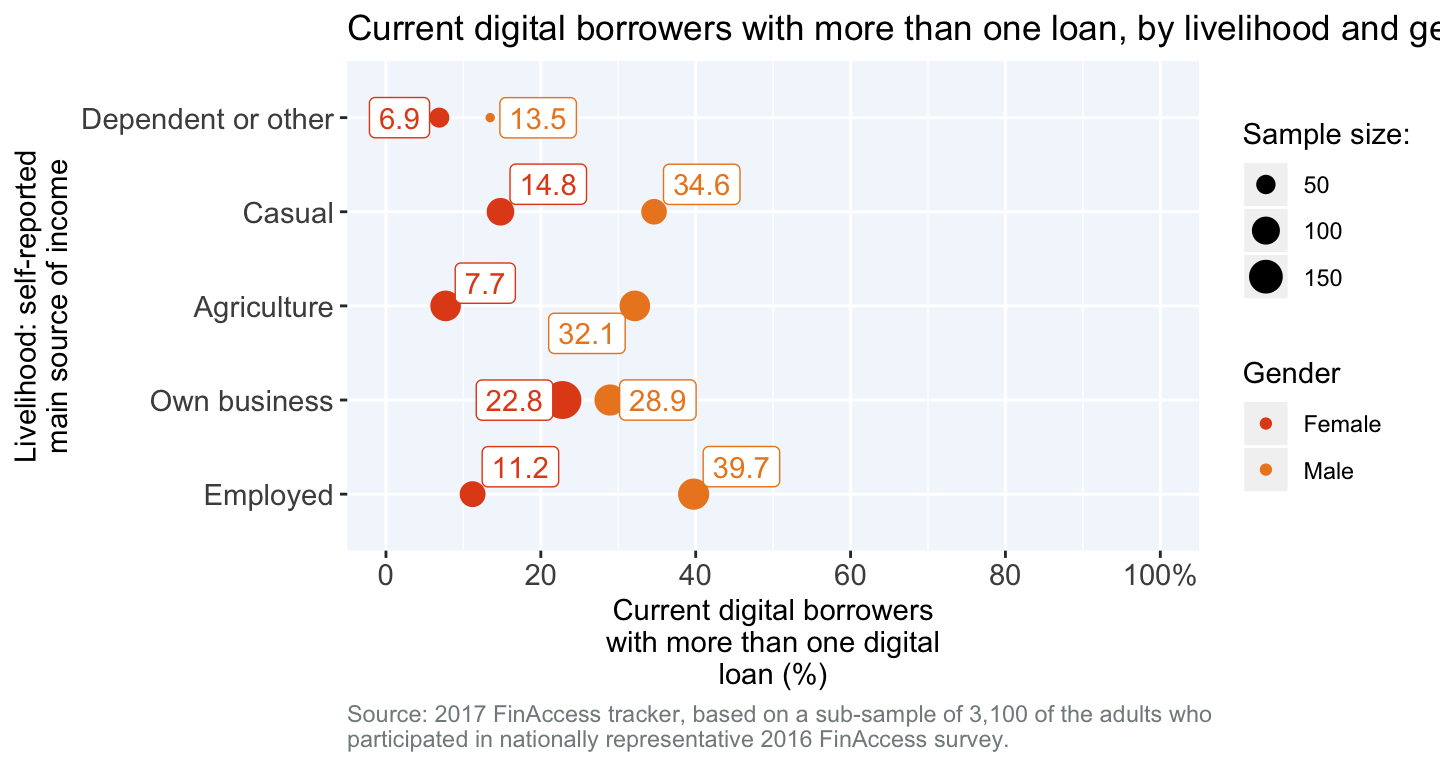 Current digital borrowers with more than one loan, by livelihood and ge
Livelihood: self-reported
main source of income
Dependent or other
6.9
13.5
Casual
14.8
34.6
Agriculture
7.7
32.1
Own business
22.8
28.9
Employed
11.2
39.7
0
20
40
60
80
100%
Current digital borrowers
with more than one digital
loan (%)
Sample size:
50
100
150
Gender
Female
Male
Source: 2017 FinAccess tracker, based on a sub-sample of 3,100 of the adults who
participated in nationally representative 2016 FinAccess survey.